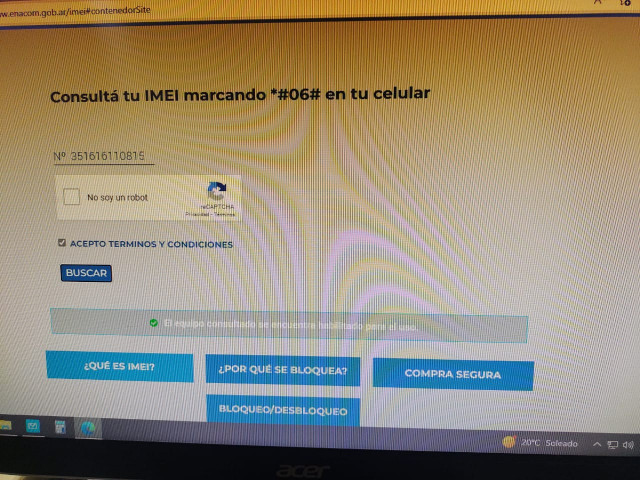 w.enacom.gob.ar/imei#contenedorSite
Consultá tu IMEI marcando *#06# en tu celular
Nº 351616110815
No soy un robot
reCAPTCHA
Privacidad - Términos
ACEPTO TERMINOS Y CONDICIONES
BUSCAR
El equipo consultado se encuentra habilitado para el uso.
¿QUÉ ES IMEI?
¿POR QUÉ SE BLOQUEA?
COMPRA SEGURA
BLOQUEO/DESBLOQUEO
20°C Soleado
acer